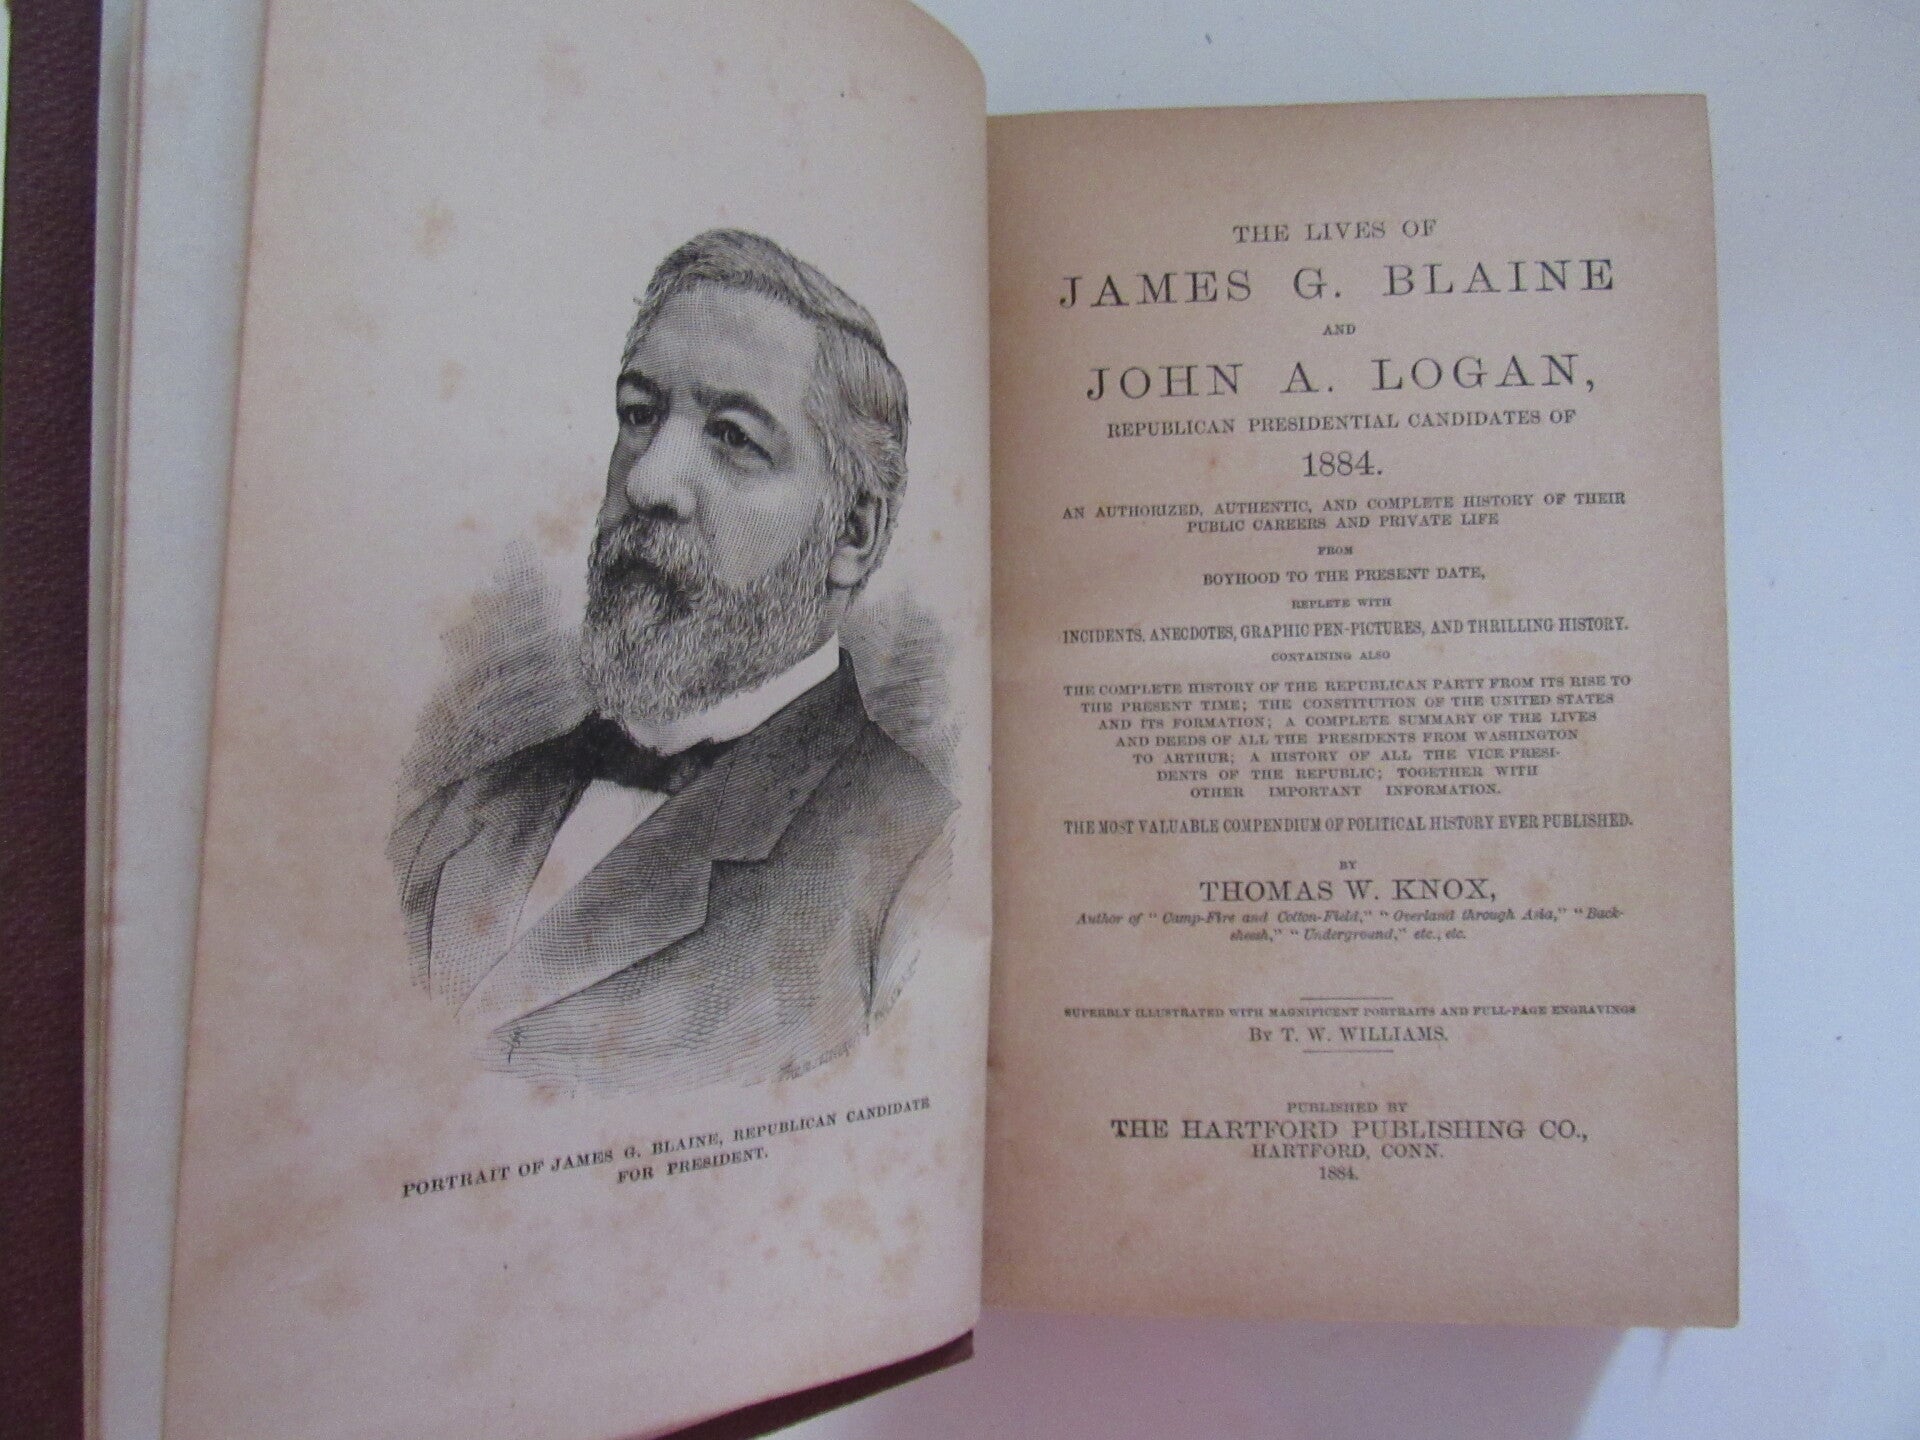 PORTRAIT OF JAMES G. BLAINE, REPUBLICAN CANDIDATE
FOR PRESIDENT.
THE LIVES OF
JAMES G. BLAINE
AND
JOHN A. LOGAN,
REPUBLICAN PRESIDENTIAL CANDIDATES OF
1884.
AN AUTHORIZED, AUTHENTIC, AND COMPLETE HISTORY OF THEIR
PUBLIC CAREERS AND PRIVATE LIFE
FROM
BOYHOOD TO THE PRESENT DATE,
REPLETE WITH
INCIDENTS, ANECDOTES, GRAPHIC PEN-PICTURES, AND THRILLING HISTORY.
CONTAINING ALSO
THE COMPLETE HISTORY OF THE REPUBLICAN PARTY FROM ITS RISE TO
THE PRESENT TIME; THE CONSTITUTION OF THE UNITED STATES
AND ITS FORMATION; A COMPLETE SUMMARY OF THE LIVES
AND DEEDS OF ALL THE PRESIDENTS FROM WASHINGTON
TO ARTHUR; A HISTORY OF ALL THE VICE-PRESI-
DENTS OF THE REPUBLIC; TOGETHER WITH
OTHER IMPORTANT INFORMATION.
THE MOST VALUABLE COMPENDIUM OF POLITICAL HISTORY EVER PUBLISHED.
BY
THOMAS W. KNOX,
Author of "Camp-Fire and Cotton-Field," "Overland through Asia," "Back-
sheesh," "Underground," etc., etc.
SUPERBLY ILLUSTRATED WITH MAGNIFICENT PORTRAITS AND FULL-PAGE ENGRAVINGS
BY T. W. WILLIAMS.
PUBLISHED BY
THE HARTFORD PUBLISHING CO.,
HARTFORD, CONN.
1884.